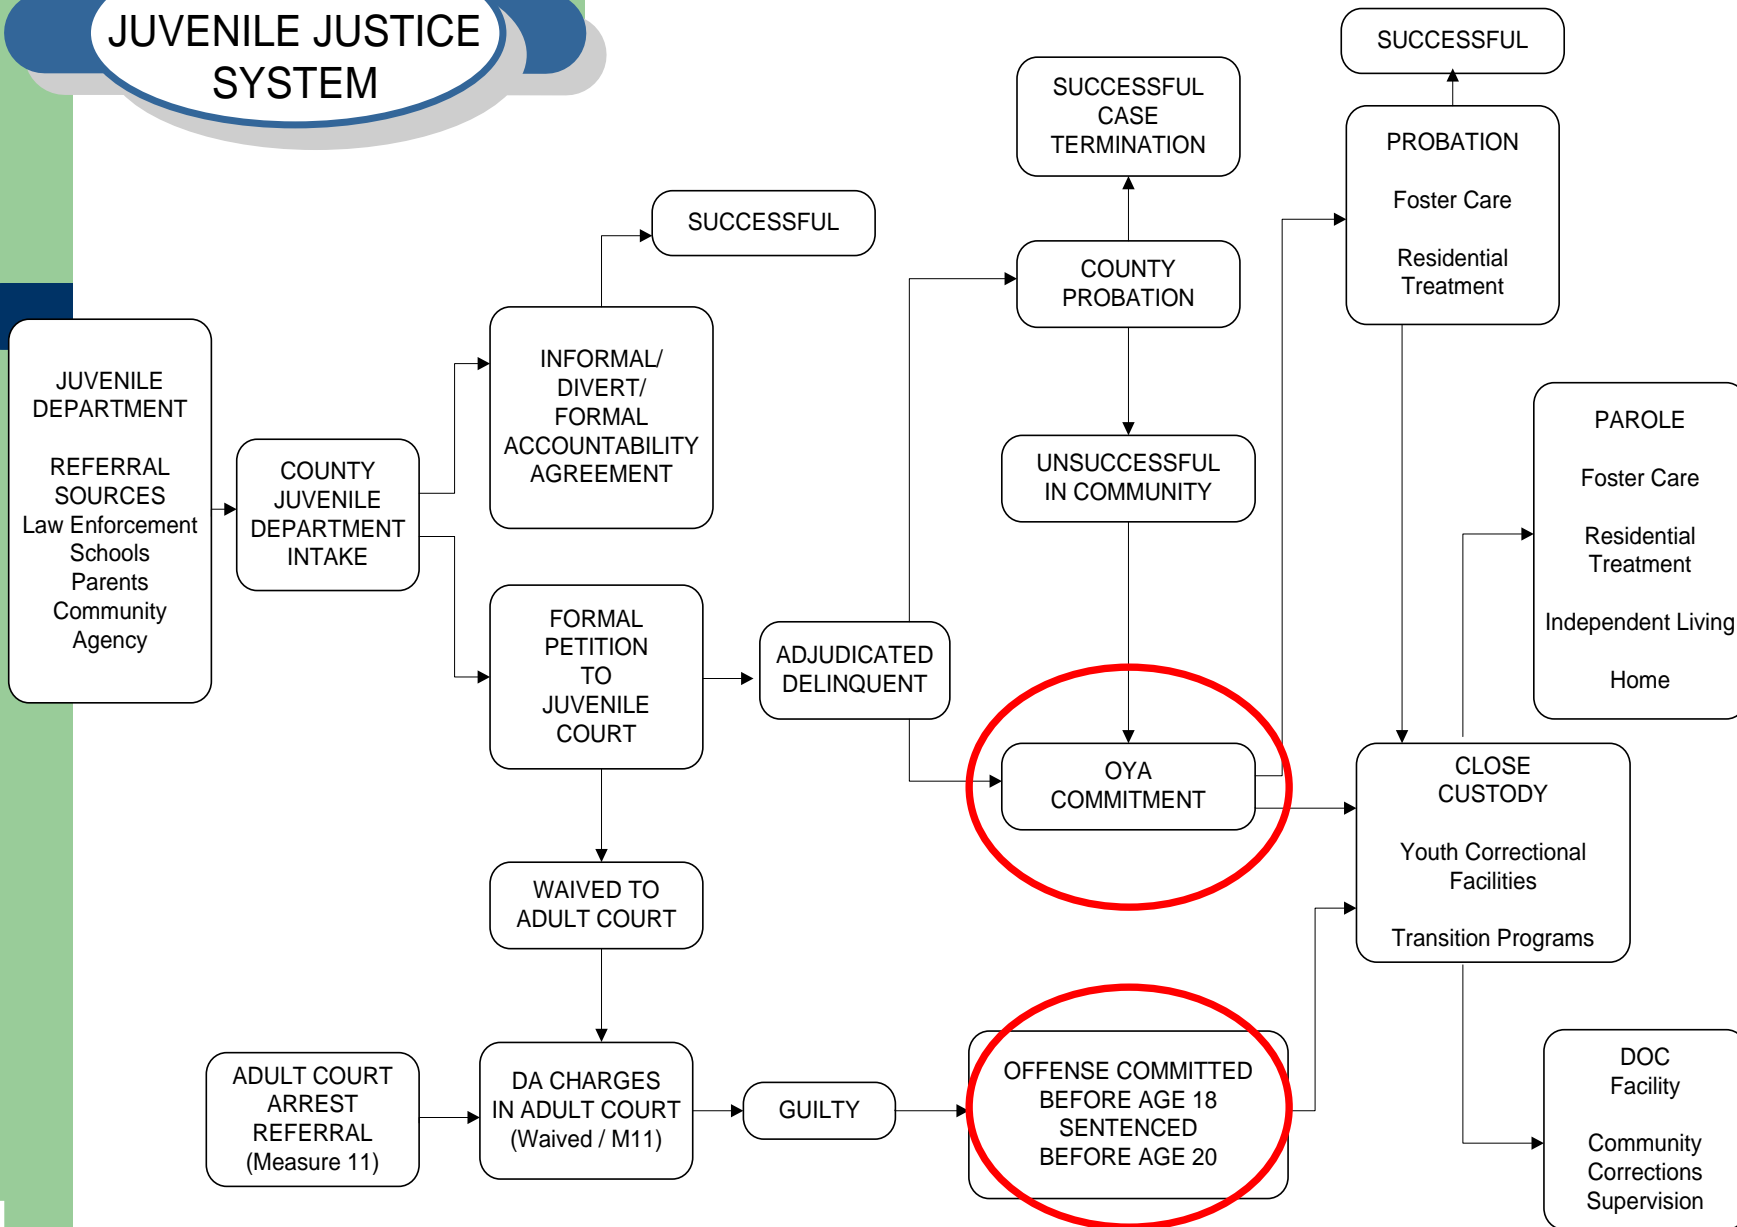 JUVENILE JUSTICE
SYSTEM
JUVENILE
DEPARTMENT
REFERRAL
SOURCES
Law Enforcement
Schools
Parents
Community
Agency
COUNTY
JUVENILE
DEPARTMENT
INTAKE
SUCCESSFUL
INFORMAL/
DIVERT/
FORMAL
ACCOUNTABILITY
AGREEMENT
FORMAL
PETITION
TO
JUVENILE
COURT
WAIVED TO
ADULT COURT
ADULT COURT
ARREST
REFERRAL
(Measure 11)
DA CHARGES
IN ADULT COURT
(Waived / M11)
GUILTY
ADJUDICATED
DELINQUENT
SUCCESSFUL
CASE
TERMINATION
COUNTY
PROBATION
UNSUCCESSFUL
IN COMMUNITY
OYA
COMMITMENT
OFFENSE COMMITTED
BEFORE AGE 18
SENTENCED
BEFORE AGE 20
SUCCESSFUL
PROBATION
Foster Care
Residential
Treatment
CLOSE
CUSTODY
Youth Correctional
Facilities
Transition Programs
PAROLE
Foster Care
Residential
Treatment
Independent Living
Home
DOC
Facility
Community
Corrections
Supervision